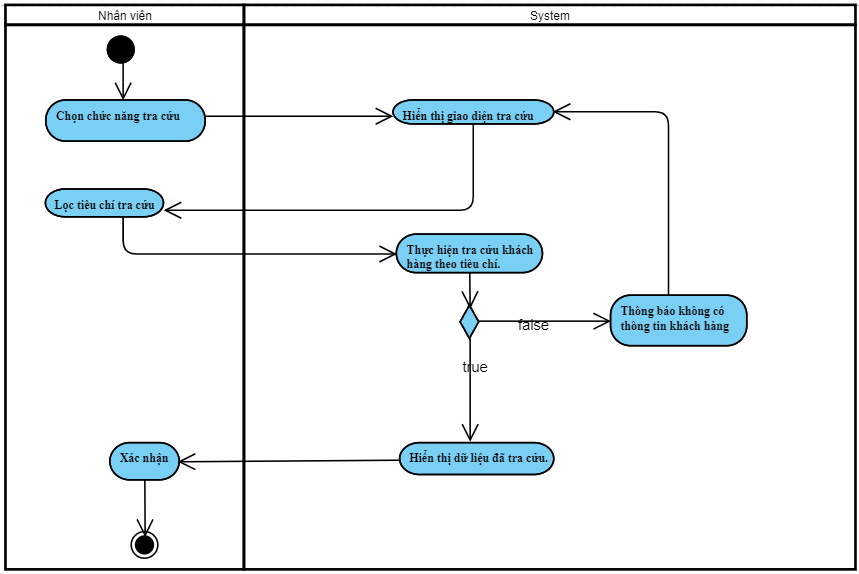 Nhân viên
System
Chọn chức năng tra cứu
Hiển thị giao diện tra cứu
Lọc tiêu chí tra cứu
Thực hiện tra cứu khách
hàng theo tiêu chí.
false
Thông báo không có
thông tin khách hàng
true
Xác nhận
Hiển thị dữ liệu đã tra cứu.